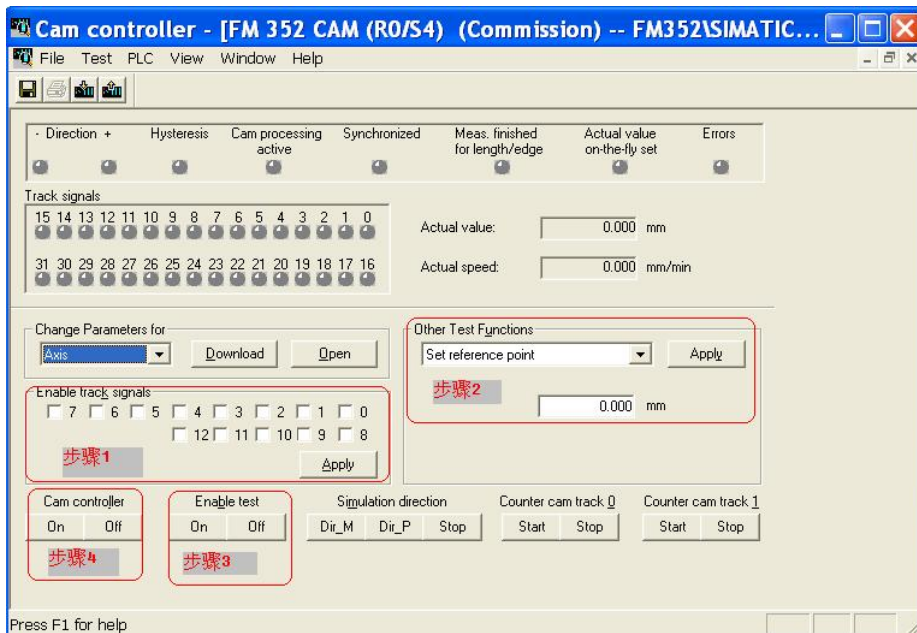 Cam controller - [FM 352 CAM (R0/S4) (Commission) -- FM352\SIMATIC...
File Test PLC View Window Help
- Direction + Hysteresis Cam processing active Synchronized Meas. finished for length/edge Actual value on-the-fly set Errors
Track signals
15 14 13 12 11 10 9 8 7 6 5 4 3 2 1 0
Actual value: 0.000 mm
31 30 29 28 27 26 25 24 23 22 21 20 19 18 17 16
Actual speed: 0.000 mm/min
Change Parameters for
Axis Download Open
Other Test Functions
Set reference point Apply
步骤2
0.000 mm
Enable track signals
7 6 5 4 3 2 1 0
12 11 10 9 8
步骤1
Apply
Cam controller Enable test Simulation direction Counter cam track 0 Counter cam track 1
On Off On Off Dir_M Dir_P Stop Start Stop Start Stop
步骤4 步骤3
Press F1 for help